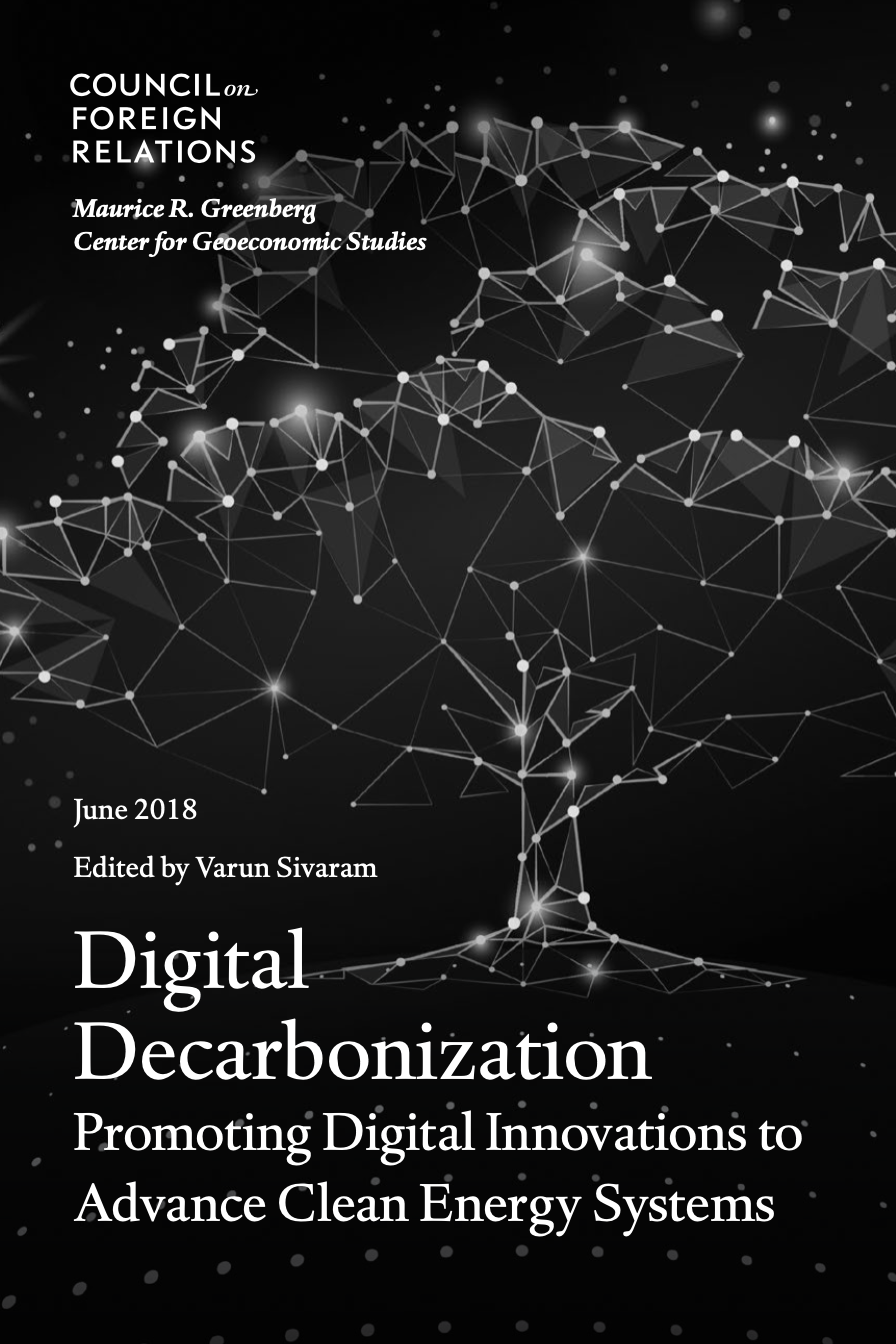 COUNCIL on
FOREIGN
RELATIONS
Maurice R. Greenberg
Center for Geoeconomic Studies
June 2018
Edited by Varun Sivaram
Digital
Decarbonization
Promoting Digital Innovations to
Advance Clean Energy Systems